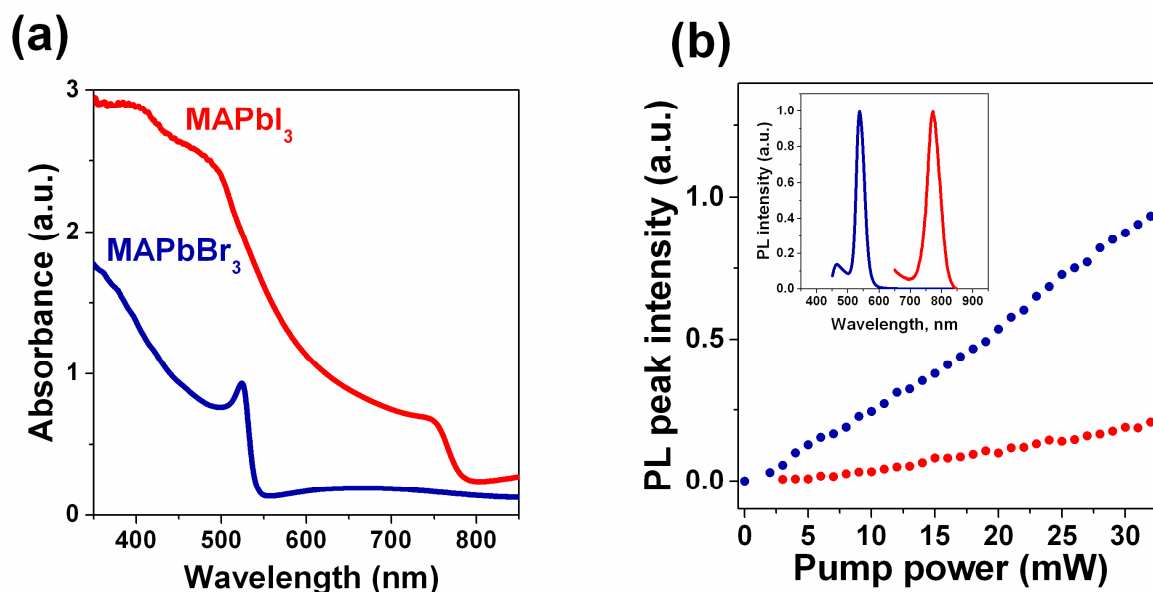 (a)
3
2
1
0
Absorbance (a.u.)
MAPbI3
MAPbBr3
400 500 600 700 800
Wavelength (nm)
(b)
1.0
0.5
0.0
PL peak intensity (a.u.)
1.0
0.8
0.6
0.4
0.2
0.0
PL intensity (a.u.)
400 500 600 700 800 900
Wavelength, nm
0 5 10 15 20 25 30
Pump power (mW)